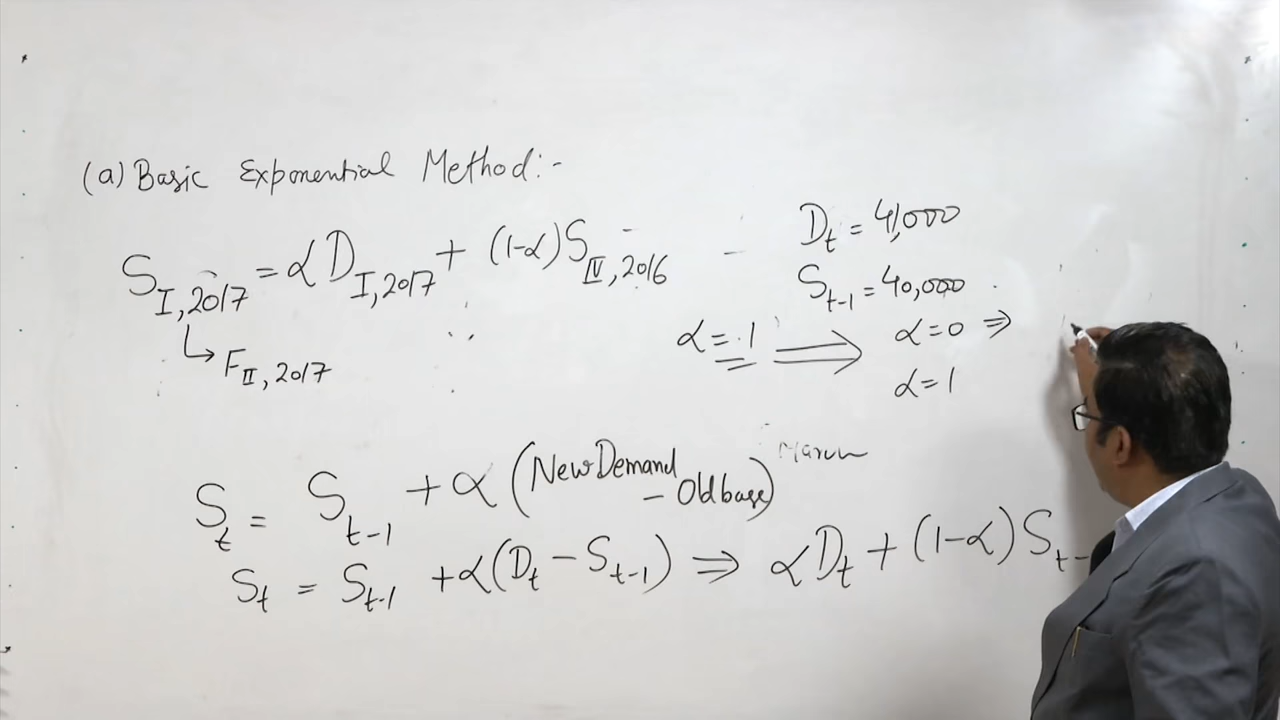 (a) Basic Exponential Method:-
S_I,2017 = αD_I,2017 + (1-α)S_IV,2016
↳ F_II,2017
D_t = 41,000
S_t-1 = 40,000
α = .1 ⇒ α=0 ⇒
α=1
S_t = S_t-1 + α(New Demand - Old base)
S_t = S_t-1 + α(D_t - S_t-1) ⇒ αD_t + (1-α)S_t-